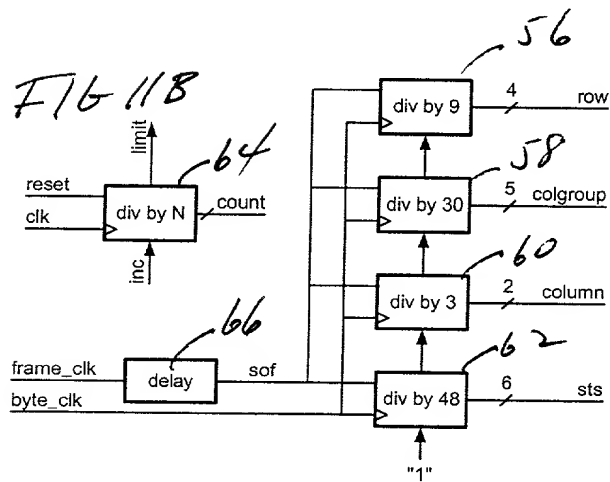 FIG 11B
56
div by 9
4
row
limit
64
reset
div by N
count
clk
inc
58
div by 30
5
colgroup
60
div by 3
2
column
66
frame_clk
delay
sof
byte_clk
62
div by 48
6
sts
"1"